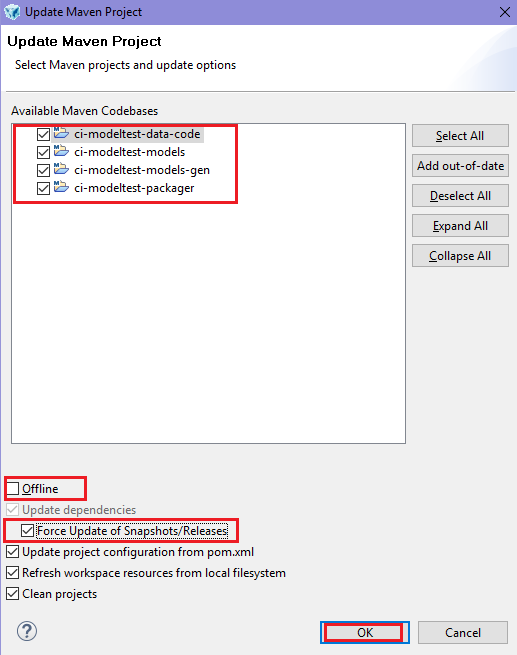 Update Maven Project
Update Maven Project
Select Maven projects and update options
Available Maven Codebases
ci-modeltest-data-code
ci-modeltest-models
ci-modeltest-models-gen
ci-modeltest-packager
Select All
Add out-of-date
Deselect All
Expand All
Collapse All
Offline
Update dependencies
Force Update of Snapshots/Releases
Update project configuration from pom.xml
Refresh workspace resources from local filesystem
Clean projects
?
OK
Cancel